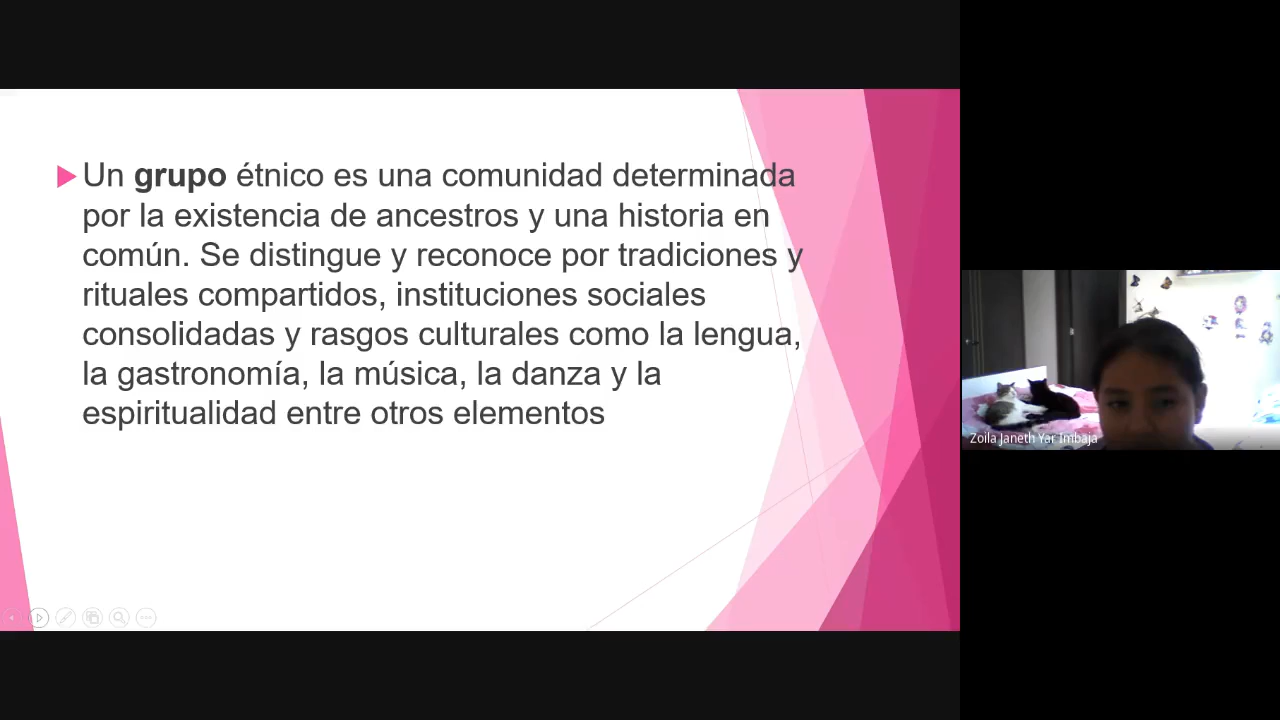 Un grupo étnico es una comunidad determinada
por la existencia de ancestros y una historia en
común. Se distingue y reconoce por tradiciones y
rituales compartidos, instituciones sociales
consolidadas y rasgos culturales como la lengua,
la gastronomía, la música, la danza y la
espiritualidad entre otros elementos
Zoila Janeth Yar Imbaja